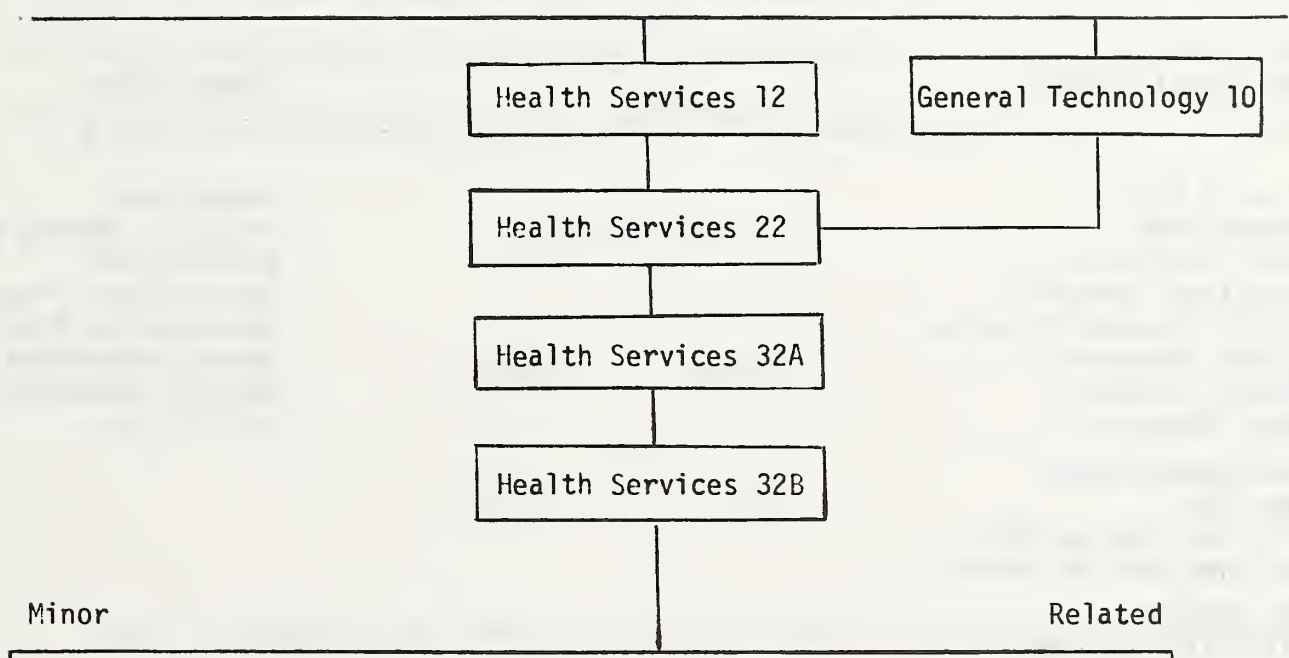 Health Services 12
General Technology 10
Health Services 22
Health Services 32A
Health Services 32B
Minor
Related